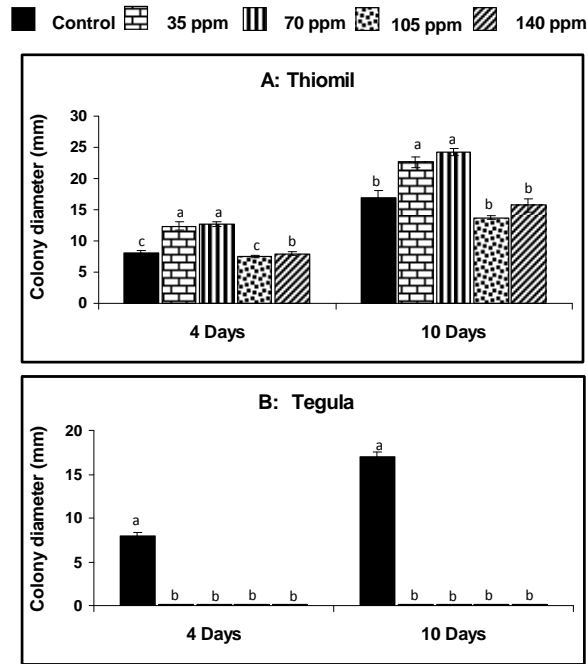 Control 35 ppm 70 ppm 105 ppm 140 ppm
A: Thiomil
Colony diameter (mm)
30
25
20
15
10
5
0
c a a c b
b a a b b
4 Days 10 Days
B: Tegula
Colony diameter (mm)
20
15
10
5
0
a b b b b
a b b b b
4 Days 10 Days